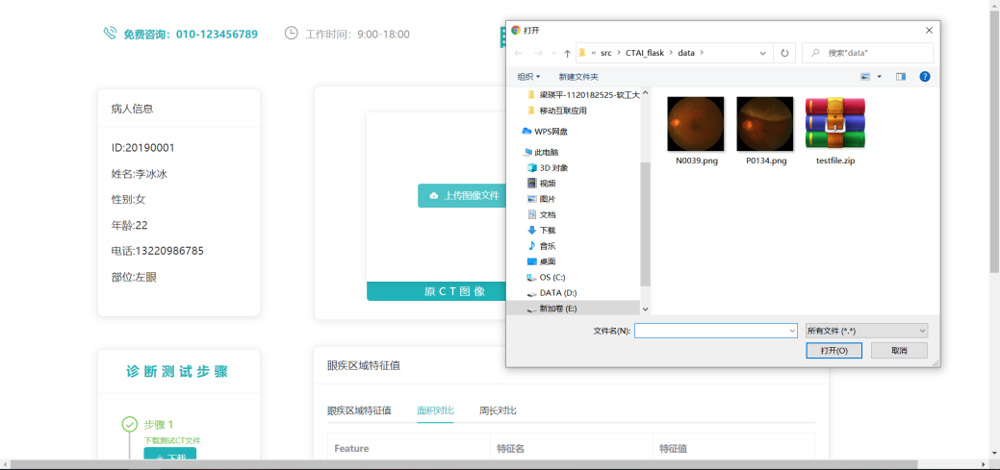 免费咨询：010-123456789
工作时间：9:00-18:00
病人信息
ID:20190001
姓名:李冰冰
性别:女
年龄:22
电话:13220986785
部位:左眼
上传图像文件
原CT图像
诊断测试步骤
步骤 1
下载测试CT文件
下载
眼疾区域特征值
眼疾区域特征值
面积对比
周长对比
Feature
特征名
特征值
打开
« src › CTAI_flask › data ›
搜索"data"
组织
新建文件夹
梁瑛平-1120182525-软工大
移动互联应用
WPS网盘
此电脑
3D 对象
视频
图片
文档
下载
音乐
桌面
OS (C:)
DATA (D:)
新加卷 (E:)
N0039.png
P0134.png
testfile.zip
文件名(N):
所有文件 (*.*)
打开(O)
取消